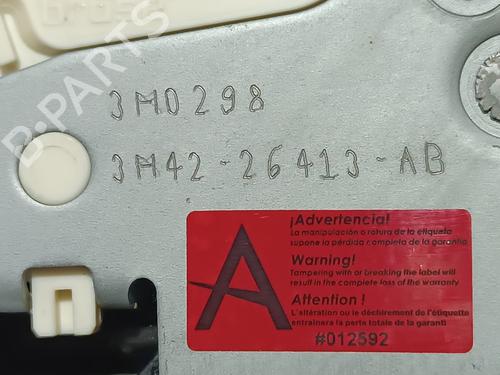 brose
B-PARTS
3M0298
3M42-26413-AB
A
¡Advertencia!
La manipulación o rotura de la etiqueta
supone la pérdida completa de la garantía
Warning!
Tampering with or breaking the label will
result in the complete loss of the warranty
Attention !
L'altération ou le déchirement de l'étiquette
entraînera la perte totale de la garanti
#012592